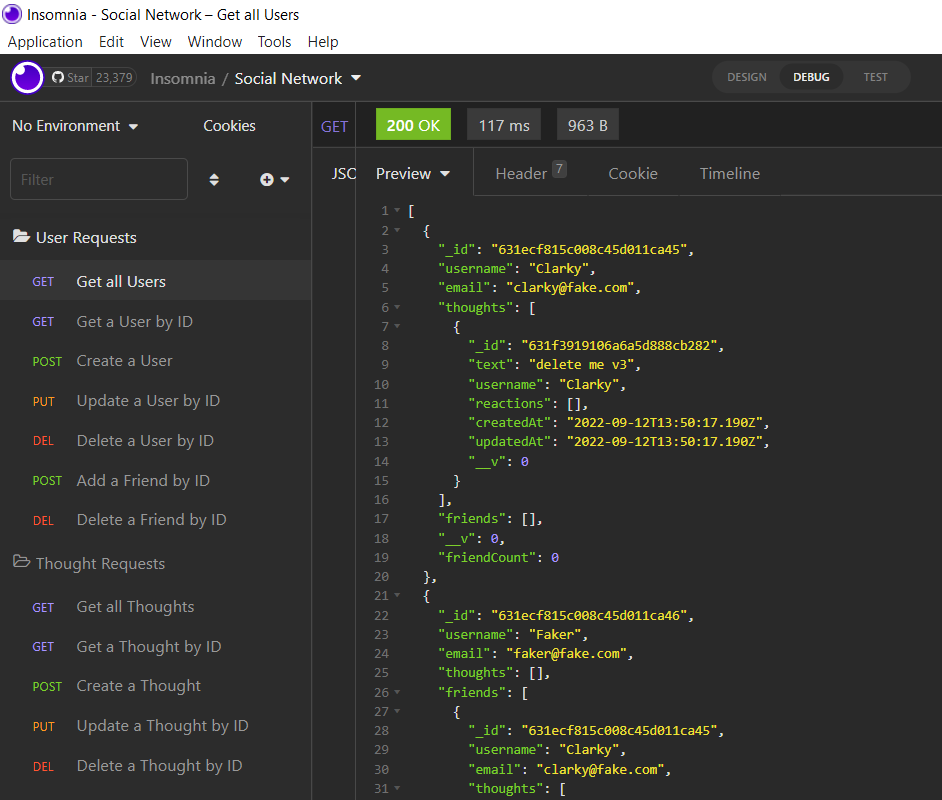 Insomnia - Social Network – Get all Users
Application Edit View Window Tools Help
Star 23,379 Insomnia / Social Network DESIGN DEBUG TEST
No Environment Cookies
Filter
User Requests
GET Get all Users
GET Get a User by ID
POST Create a User
PUT Update a User by ID
DEL Delete a User by ID
POST Add a Friend by ID
DEL Delete a Friend by ID
Thought Requests
GET Get all Thoughts
GET Get a Thought by ID
POST Create a Thought
PUT Update a Thought by ID
DEL Delete a Thought by ID
GET
JSC
200 OK 117 ms 963 B
Preview Header 7 Cookie Timeline
1 [
2 {
3 "_id": "631ecf815c008c45d011ca45",
4 "username": "Clarky",
5 "email": "clarky@fake.com",
6 "thoughts": [
7 {
8 "_id": "631f3919106a6a5d888cb282",
9 "text": "delete me v3",
10 "username": "Clarky",
11 "reactions": [],
12 "createdAt": "2022-09-12T13:50:17.190Z",
13 "updatedAt": "2022-09-12T13:50:17.190Z",
14 "__v": 0
15 }
16 ],
17 "friends": [],
18 "__v": 0,
19 "friendCount": 0
20 },
21 {
22 "_id": "631ecf815c008c45d011ca46",
23 "username": "Faker",
24 "email": "faker@fake.com",
25 "thoughts": [],
26 "friends": [
27 {
28 "_id": "631ecf815c008c45d011ca45",
29 "username": "Clarky",
30 "email": "clarky@fake.com",
31 "thoughts": [